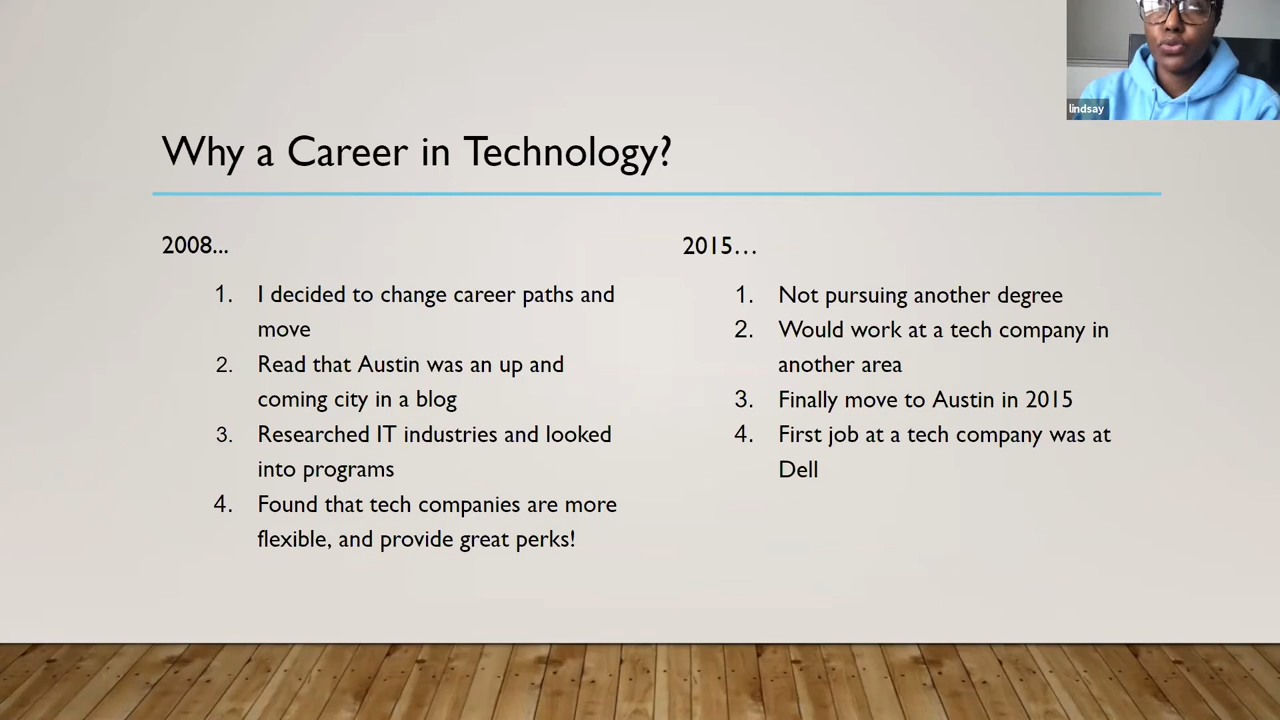 lindsay
Why a Career in Technology?
2008...
1. I decided to change career paths and
move
2. Read that Austin was an up and
coming city in a blog
3. Researched IT industries and looked
into programs
4. Found that tech companies are more
flexible, and provide great perks!
2015…
1. Not pursuing another degree
2. Would work at a tech company in
another area
3. Finally move to Austin in 2015
4. First job at a tech company was at
Dell